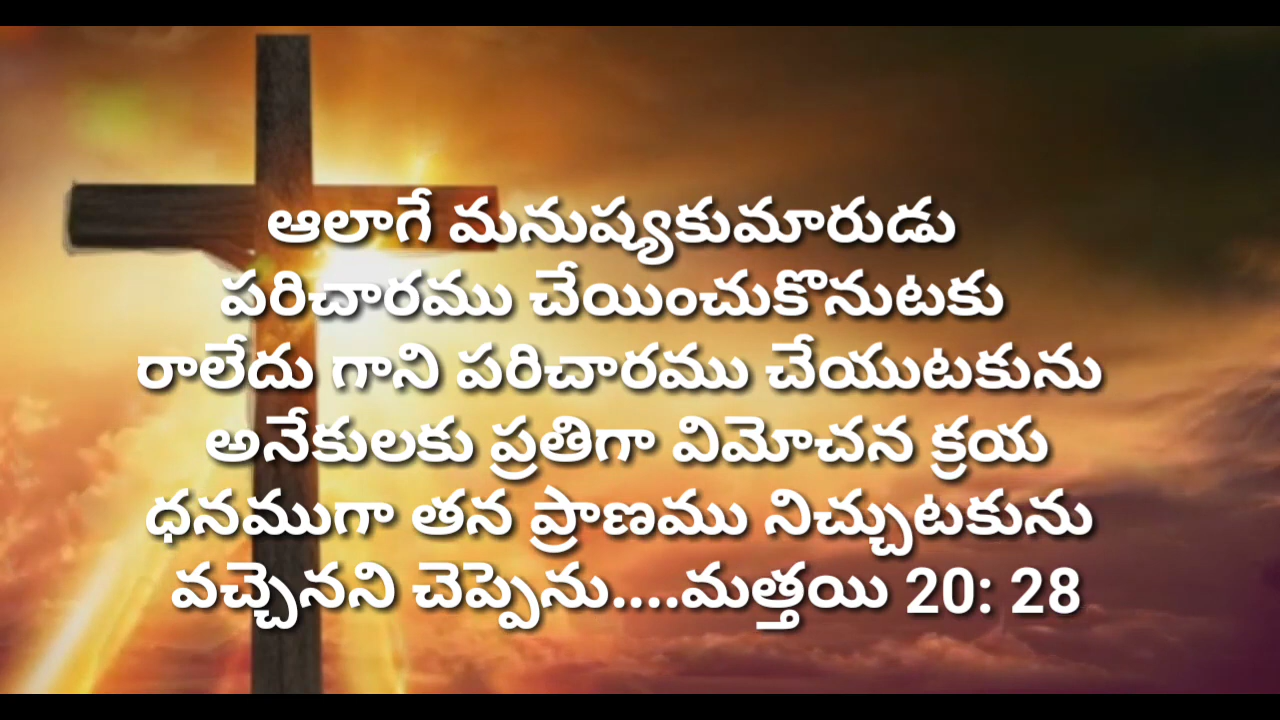 ఆలాగే మనుష్యకుమారుడు
పరిచారము చేయించుకొనుటకు
రాలేదు గాని పరిచారము చేయుటకును
అనేకులకు ప్రతిగా విమోచన క్రయ
ధనముగా తన ప్రాణము నిచ్చుటకును
వచ్చెనని చెప్పెను....మత్తయి 20: 28